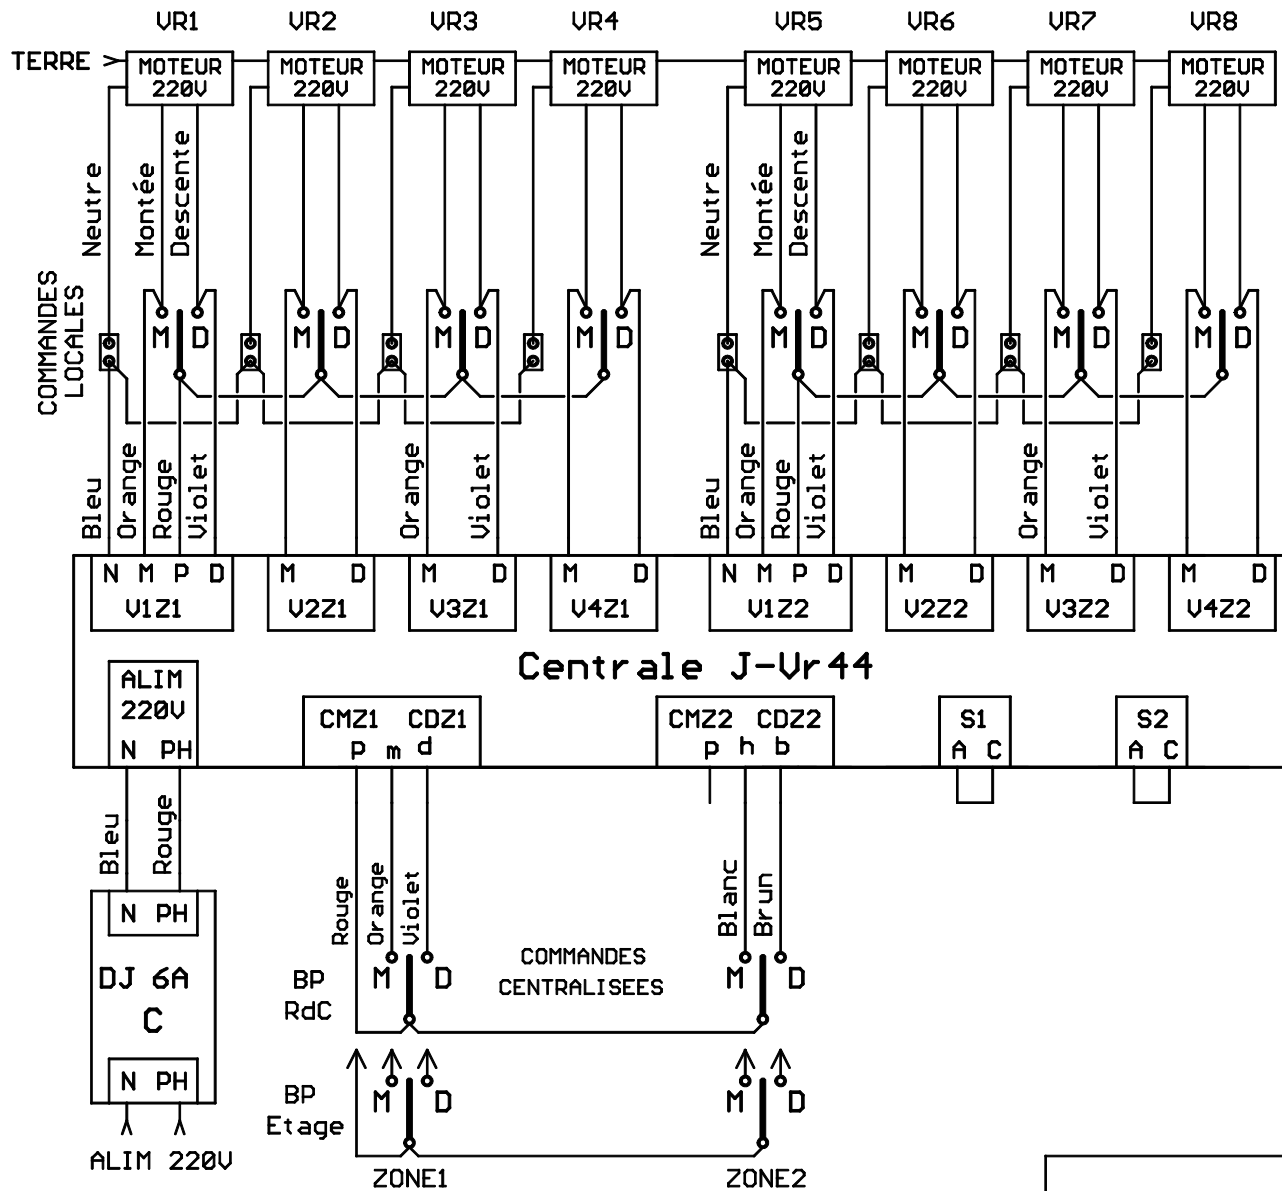 VR1 VR2 VR3 VR4 VR5 VR6 VR7 VR8
TERRE
MOTEUR MOTEUR MOTEUR MOTEUR MOTEUR MOTEUR MOTEUR MOTEUR
220V 220V 220V 220V 220V 220V 220V 220V
Neutre Montée Descente Neutre Montée Descente
COMMANDES
LOCALES
M D M D M D M D M D M D M D M D
Bleu Orange Rouge Violet Orange Violet Bleu Orange Rouge Violet Orange Violet
N M P D M D M D M D N M P D M D M D M D
V1Z1 V2Z1 V3Z1 V4Z1 V1Z2 V2Z2 V3Z2 V4Z2
Centrale J-Vr44
ALIM
220V
N PH
CMZ1 CDZ1
p m d
CMZ2 CDZ2
p h b
S1
A C
S2
A C
Bleu Rouge
Rouge Orange Violet
Blanc Brun
N PH
DJ 6A
C
N PH
ALIM 220V
BP
RdC
M D
COMMANDES
CENTRALISEES
M D
BP
Etage
M D
M D
ZONE1 ZONE2